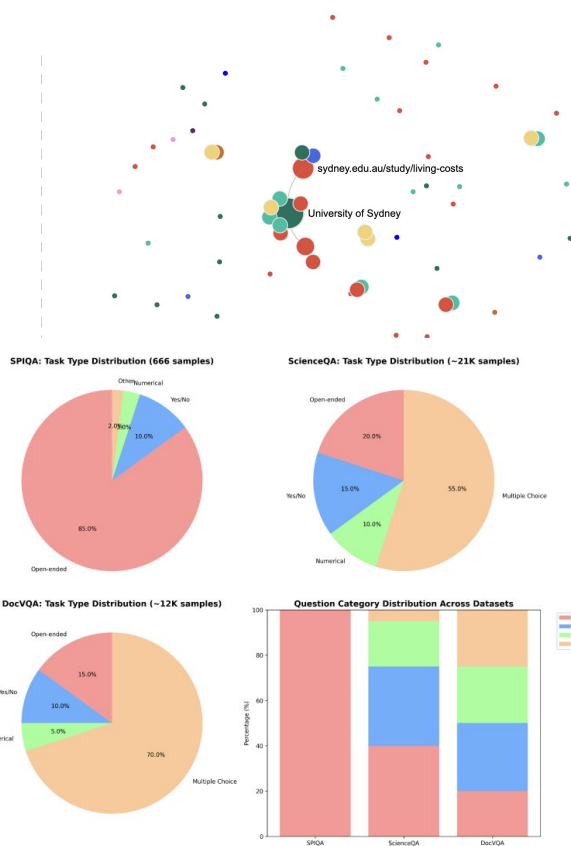 sydney.edu.au/study/living-costs
University of Sydney
SPIQA: Task Type Distribution (666 samples)
Other
Numerical
Yes/No
2.0%
3.0%
10.0%
85.0%
Open-ended
ScienceQA: Task Type Distribution (~21K samples)
Open-ended
20.0%
Yes/No
15.0%
55.0%
Multiple Choice
10.0%
Numerical
DocVQA: Task Type Distribution (~12K samples)
Open-ended
15.0%
Yes/No
10.0%
5.0%
erical
70.0%
Multiple Choice
Question Category Distribution Across Datasets
100
80
60
40
20
0
Percentage (%)
SPIQA
ScienceQA
DocVQA